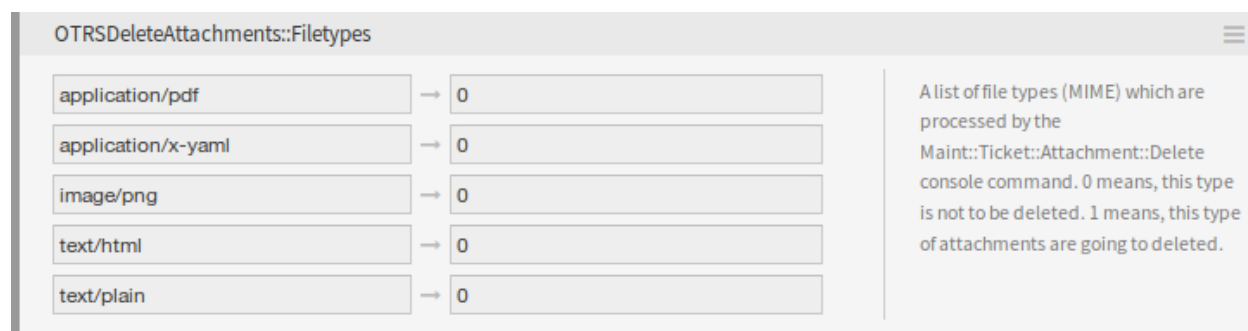 OTRSDeleteAttachments::Filetypes
application/pdf → 0
application/x-yaml → 0
image/png → 0
text/html → 0
text/plain → 0
A list of file types (MIME) which are
processed by the
Maint::Ticket::Attachment::Delete
console command. 0 means, this type
is not to be deleted. 1 means, this type
of attachments are going to deleted.